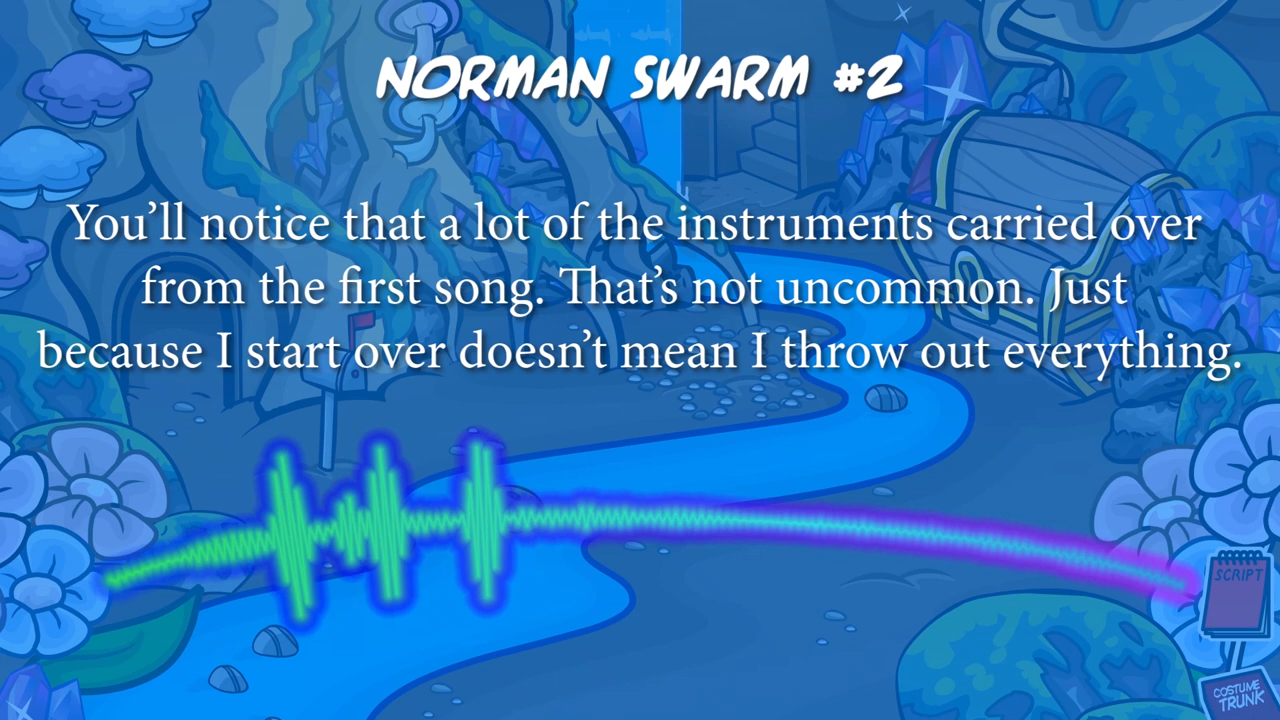 NORMAN SWARM #2
You’ll notice that a lot of the instruments carried over
from the first song. That’s not uncommon. Just
because I start over doesn’t mean I throw out everything.
SCRIPT
COSTUME
TRUNK